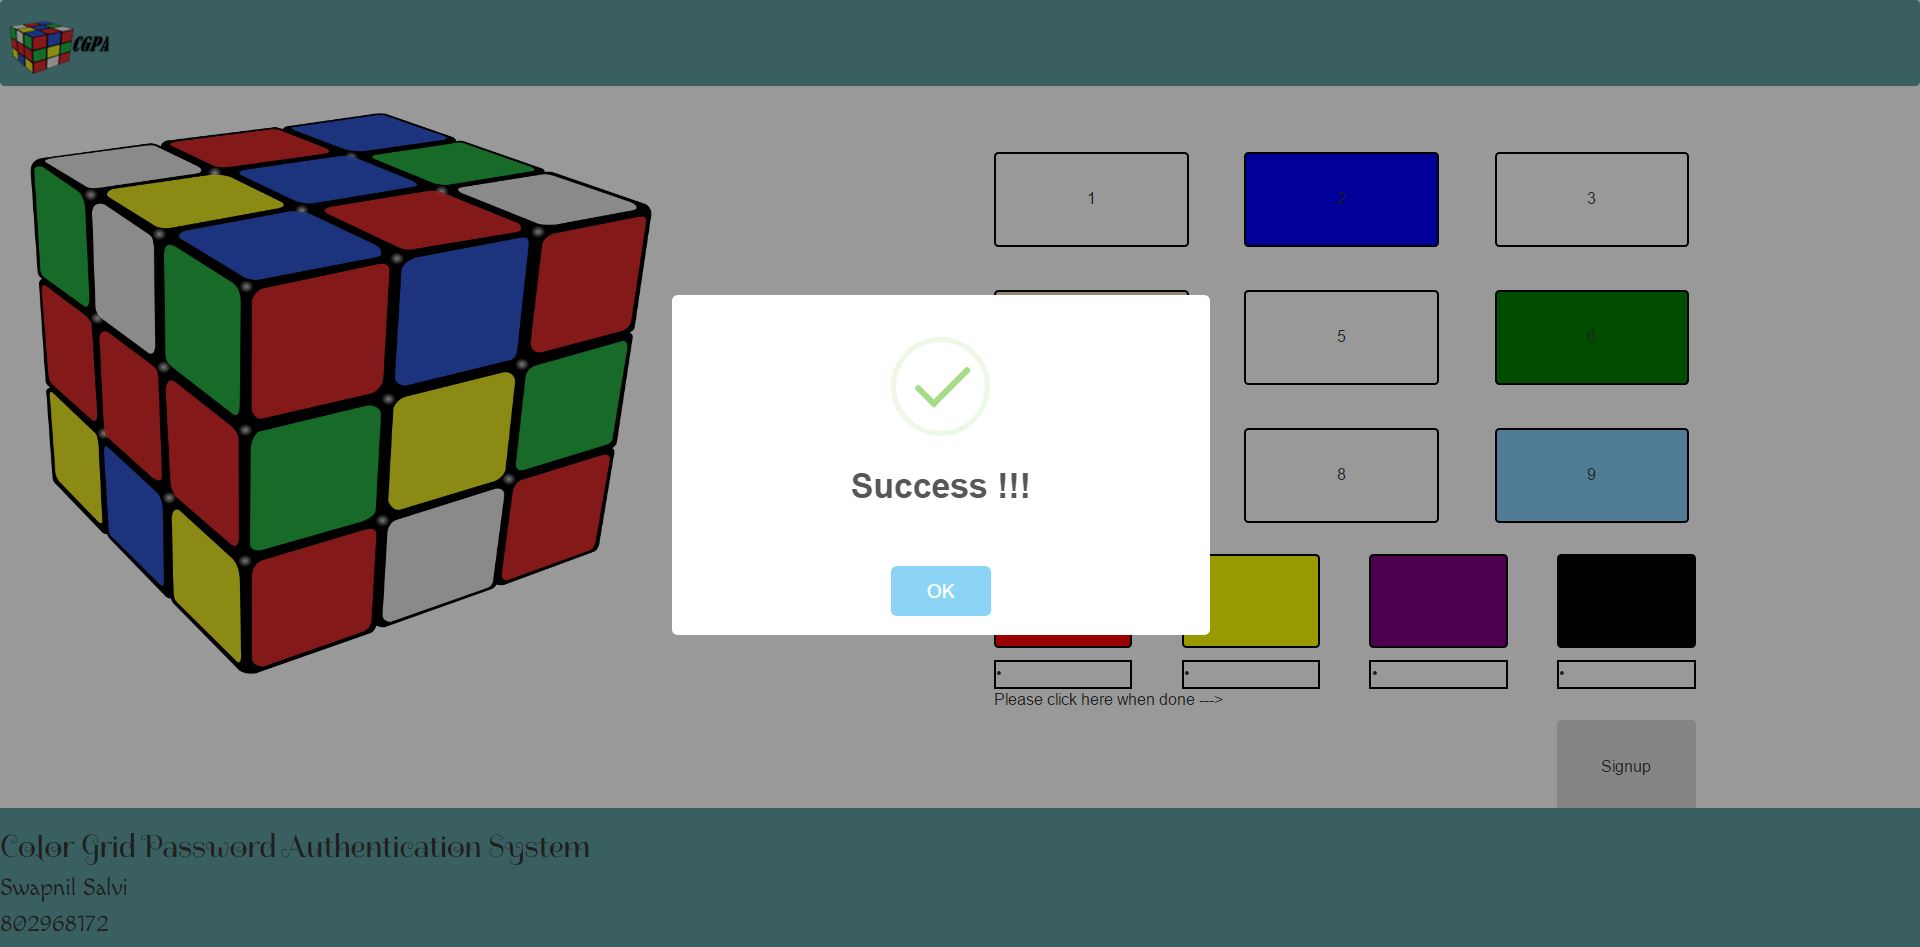 CGPA
1 2 3
5 6
8 9
Success !!!
OK
Please click here when done --->
Signup
Color Grid Password Authentication System
Swapnil Salvi
802968172